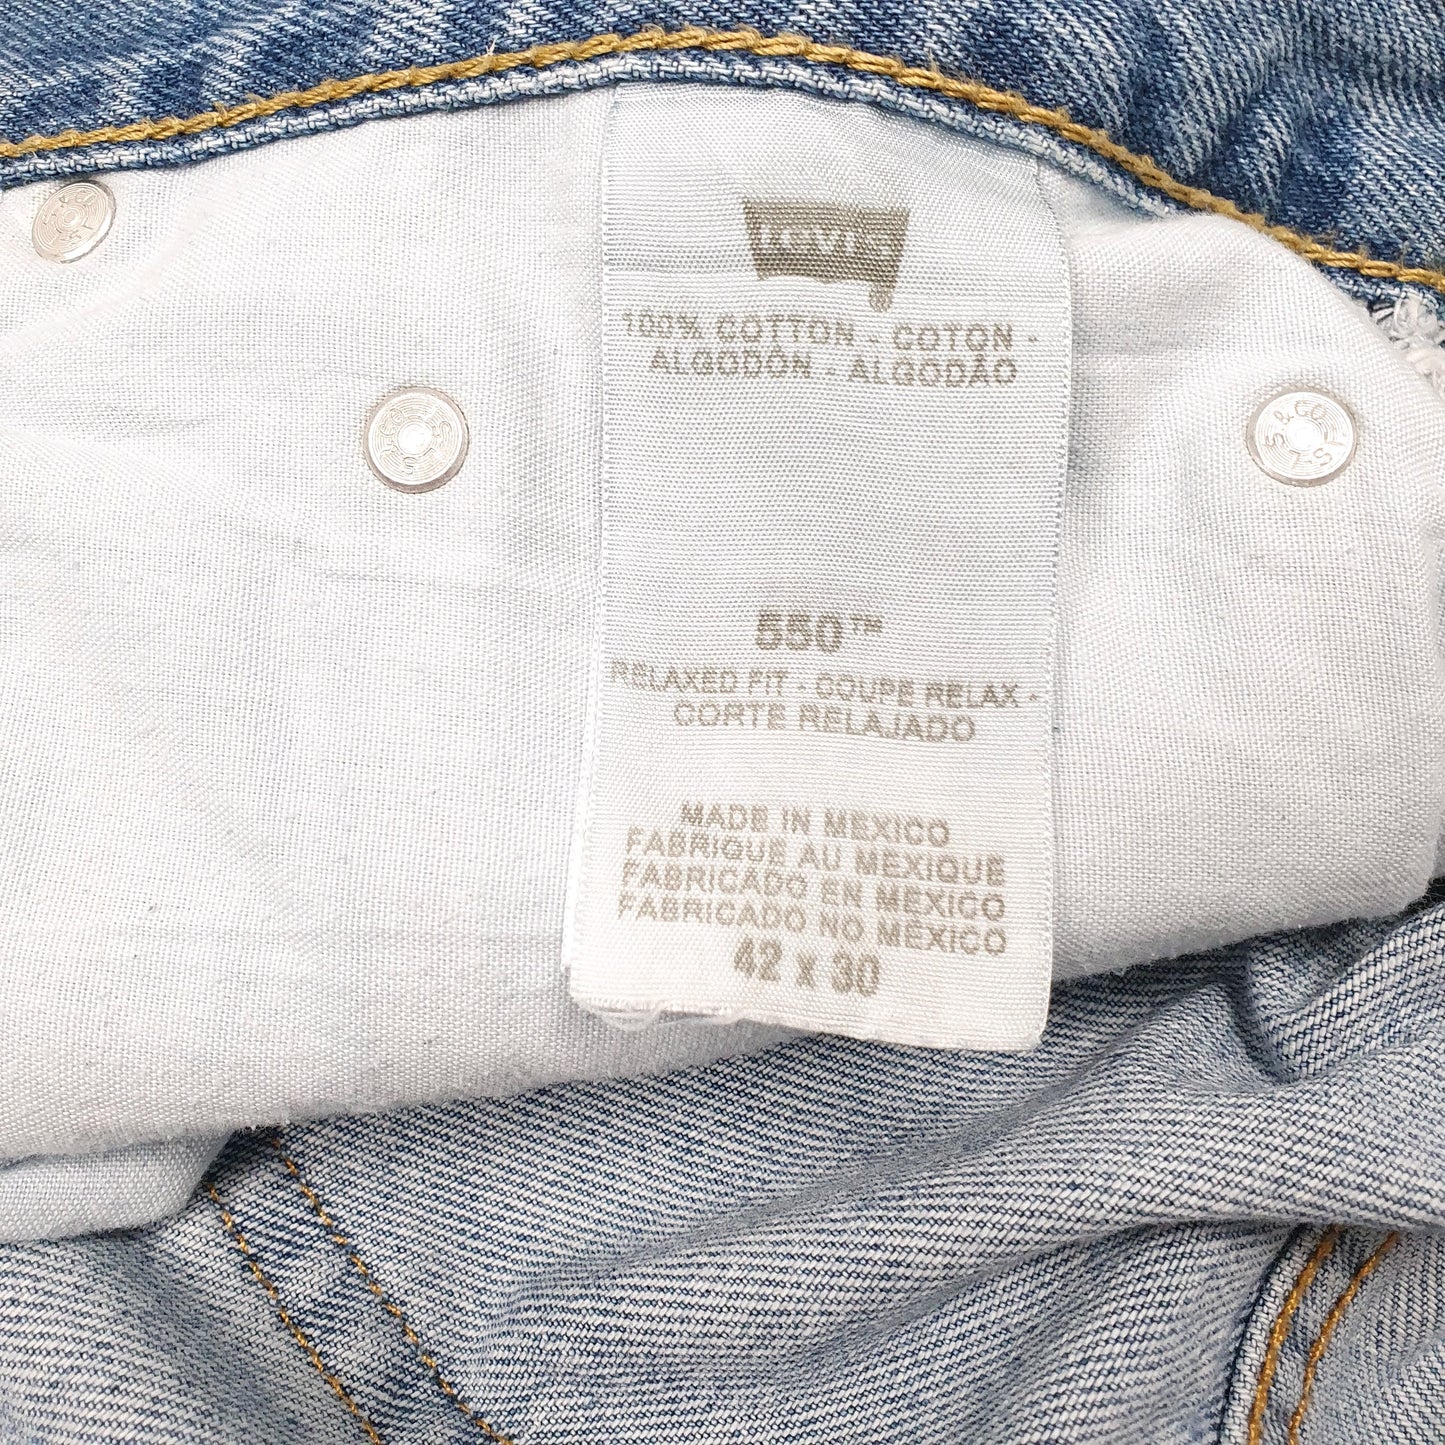 Levi's®
100% COTTON - COTON -
ALGODÓN - ALGODÃO
550™
RELAXED FIT - COUPE RELAX -
CORTE RELAJADO
MADE IN MEXICO
FABRIQUE AU MEXIQUE
FABRICADO EN MEXICO
FABRICADO NO MÉXICO
42 x 30